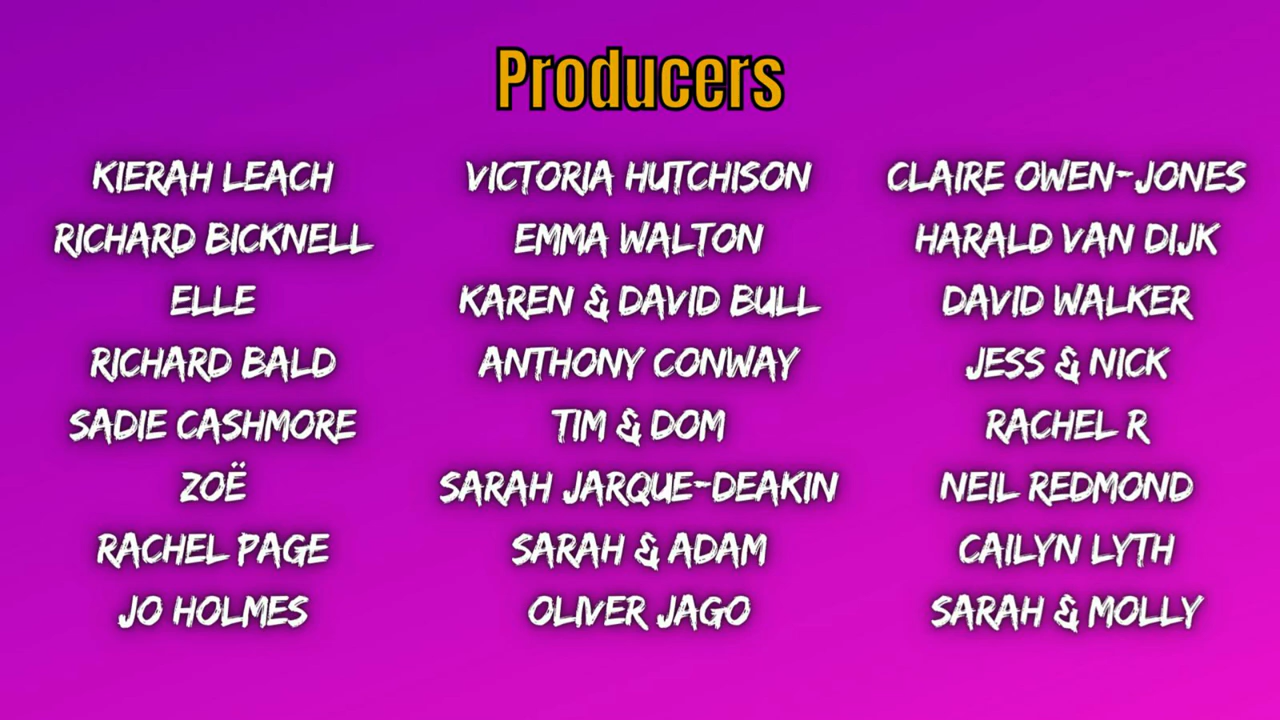 Producers
KIERAH LEACH
RICHARD BICKNELL
ELLE
RICHARD BALD
SADIE CASHMORE
ZOË
RACHEL PAGE
JO HOLMES
VICTORIA HUTCHISON
EMMA WALTON
KAREN & DAVID BULL
ANTHONY CONWAY
TIM & DOM
SARAH JARQUE-DEAKIN
SARAH & ADAM
OLIVER JAGO
CLAIRE OWEN-JONES
HARALD VAN DIJK
DAVID WALKER
JESS & NICK
RACHEL R
NEIL REDMOND
CAILYN LYTH
SARAH & MOLLY